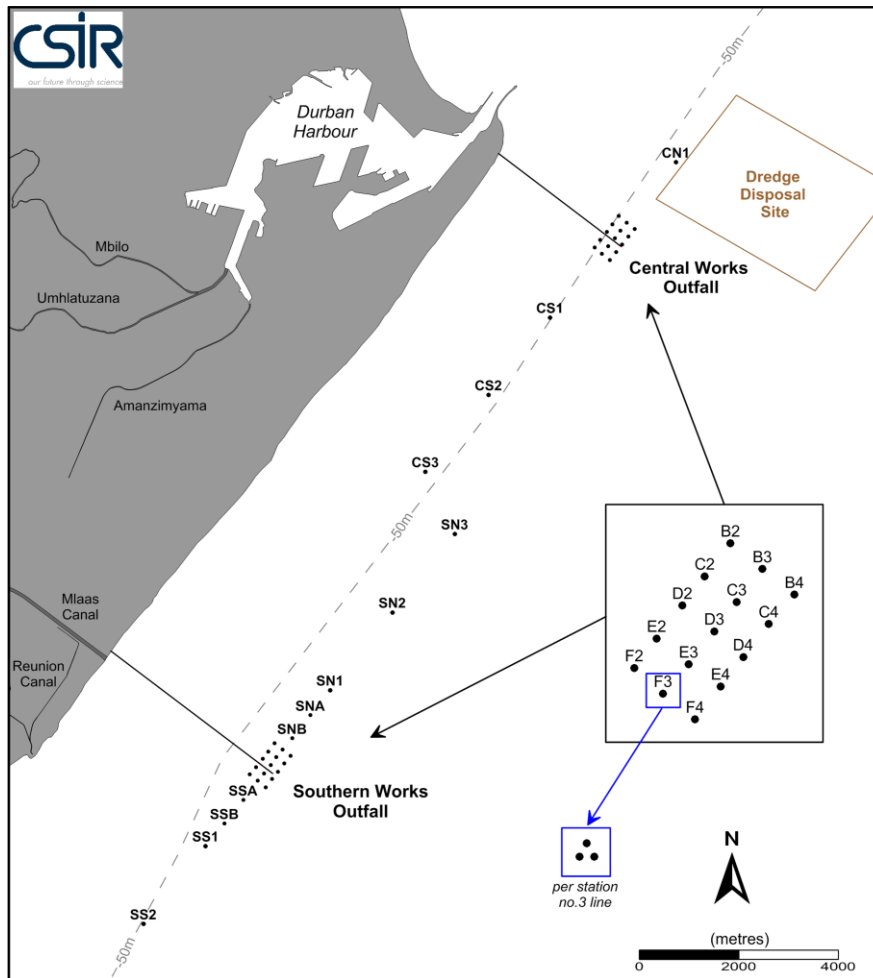 CSIR
our future through science
Durban
Harbour
-50m
CN1
Dredge
Disposal
Site
Mbilo
Central Works
Outfall
Umhlatuzana
CS1
CS2
Amanzimyama
CS3
-50m
SN3
B2
B3
C2
B4
D2
C3
C4
E2
D3
D4
F2
E3
E4
F3
F4
Mlaas
Canal
SN2
Reunion
Canal
SN1
SNA
SNB
SSA
Southern Works
Outfall
SSB
SS1
per station
no.3 line
N
SS2
-50m
(metres)
0 2000 4000